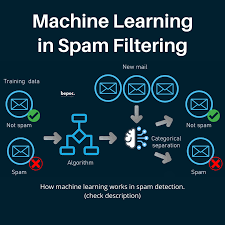 Machine Learning
in Spam Filtering
New mail
Training data
bepec.
Not spam
Not spam
Categorical
separation
Algorithm
Spam
Spam
How machine learning works in spam detection.
(check description)